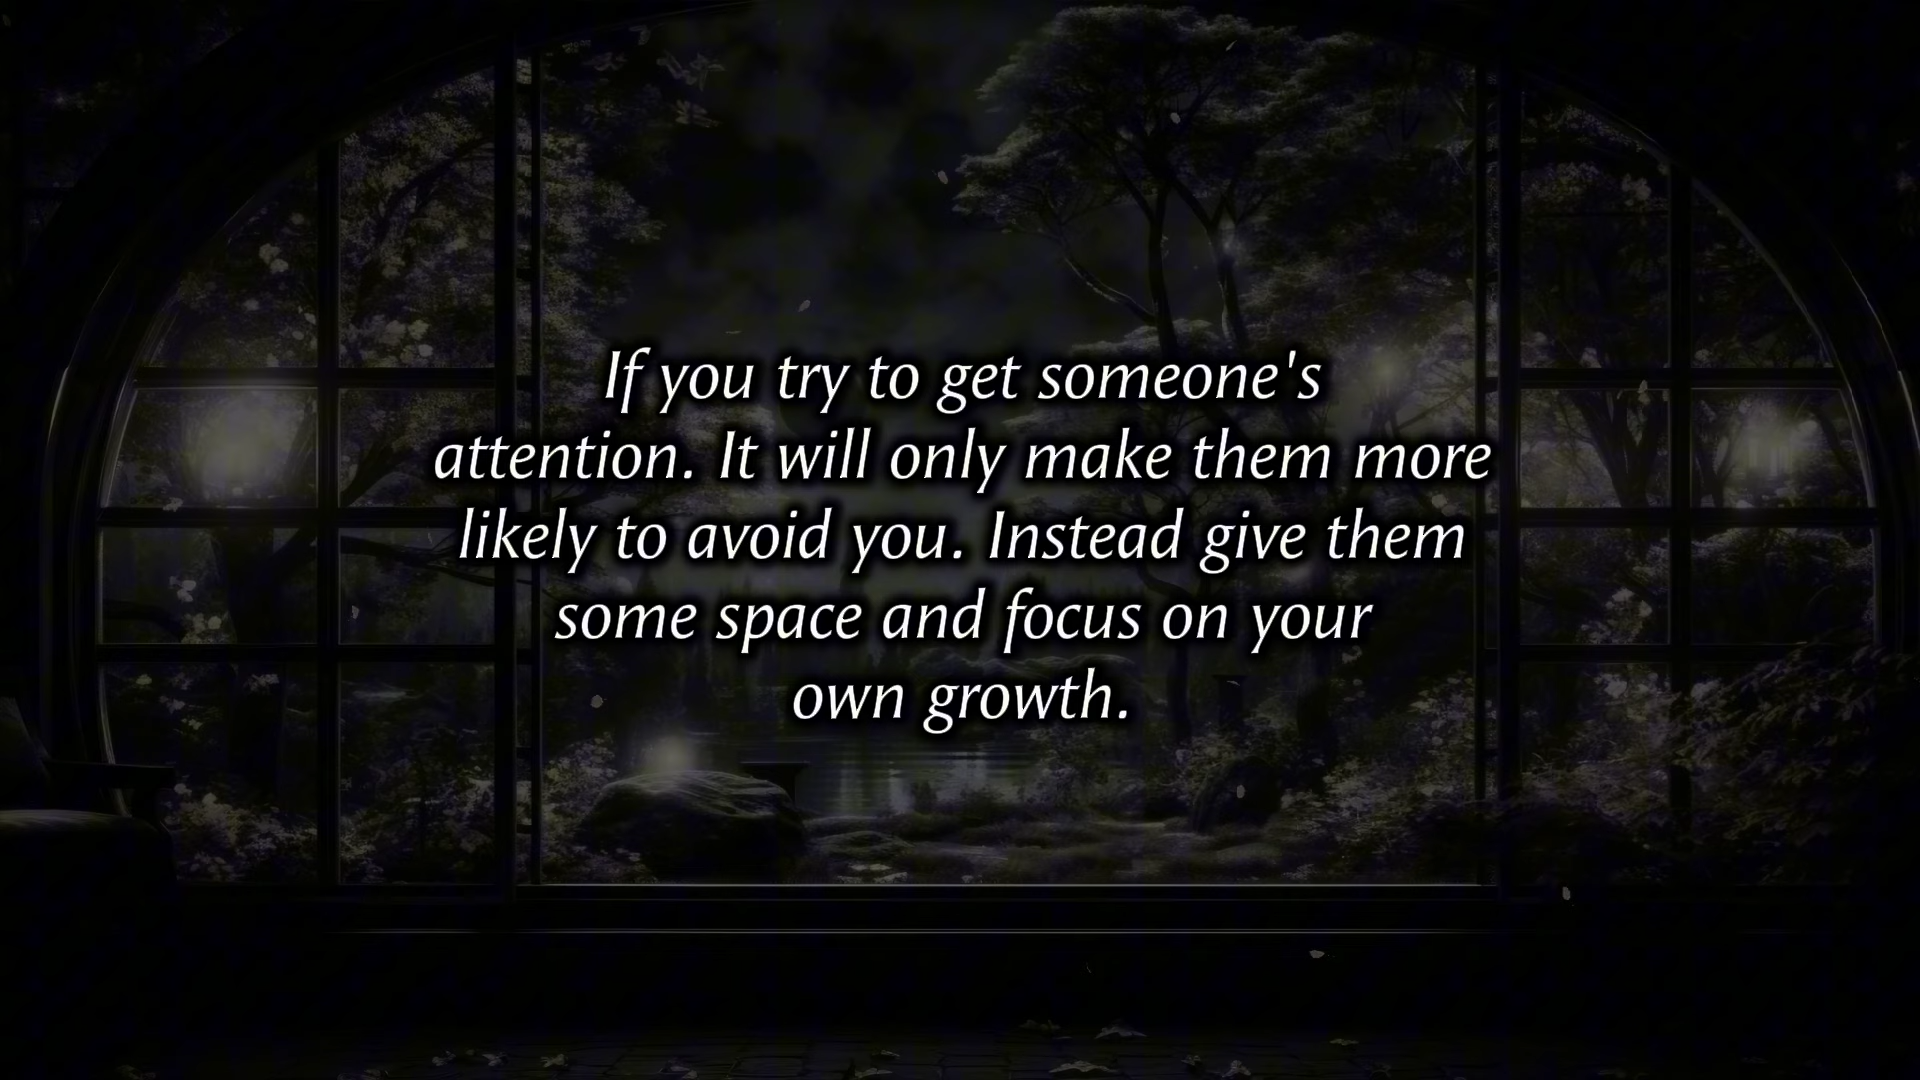 If you try to get someone's
attention. It will only make them more
likely to avoid you. Instead give them
some space and focus on your
own growth.